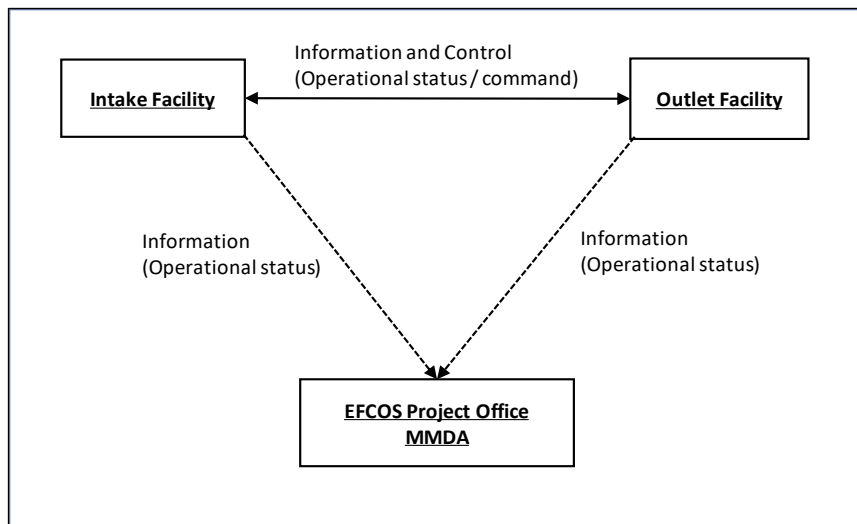 Information and Control
(Operational status / command)
Intake Facility
Outlet Facility
Information
(Operational status)
Information
(Operational status)
EFCOS Project Office
MMDA